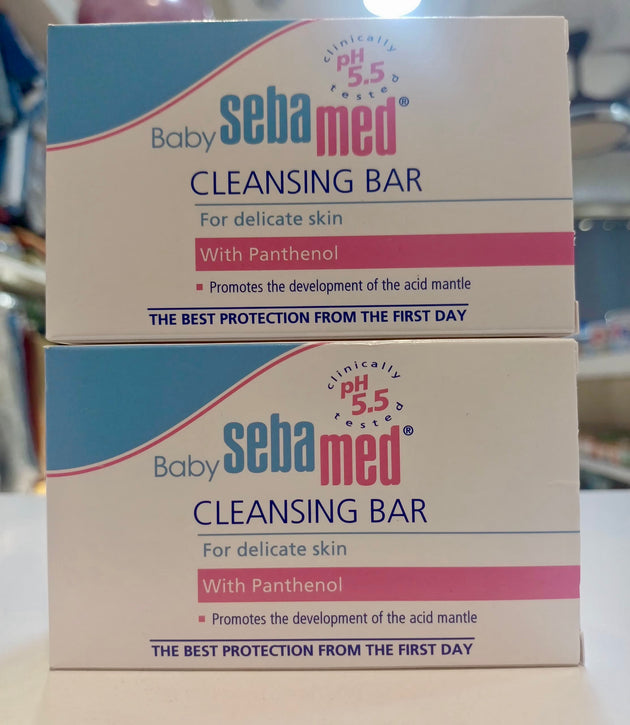 clinically
pH
5.5
tested
Baby sebamed®
CLEANSING BAR
For delicate skin
With Panthenol
▪ Promotes the development of the acid mantle
THE BEST PROTECTION FROM THE FIRST DAY
clinically
pH
5.5
tested
Baby sebamed®
CLEANSING BAR
For delicate skin
With Panthenol
▪ Promotes the development of the acid mantle
THE BEST PROTECTION FROM THE FIRST DAY